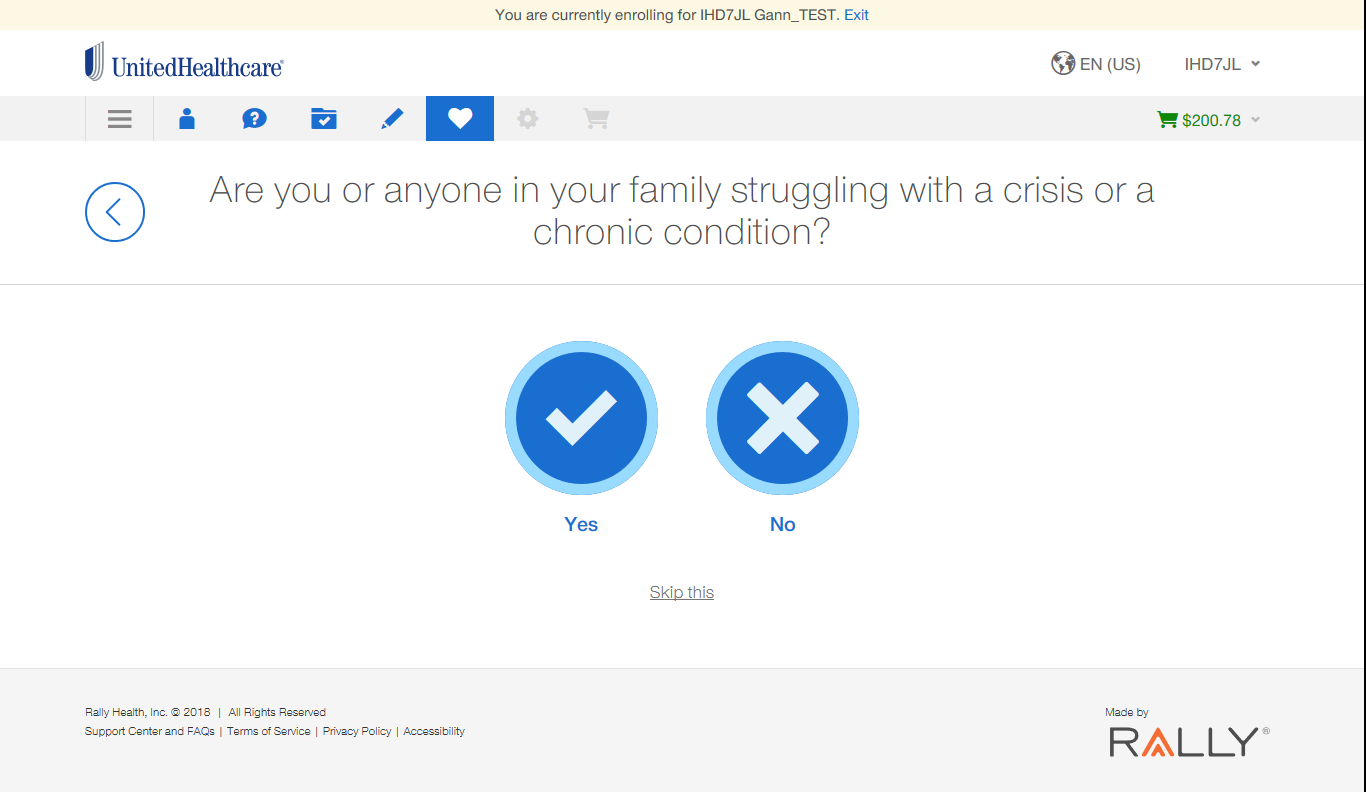 You are currently enrolling for IHD7JL Gann_TEST. Exit
UnitedHealthcare®
EN (US)
IHD7JL
$200.78
Are you or anyone in your family struggling with a crisis or a
chronic condition?
Yes
No
Skip this
Rally Health, Inc. © 2018 | All Rights Reserved
Support Center and FAQs | Terms of Service | Privacy Policy | Accessibility
Made by
RALLY®